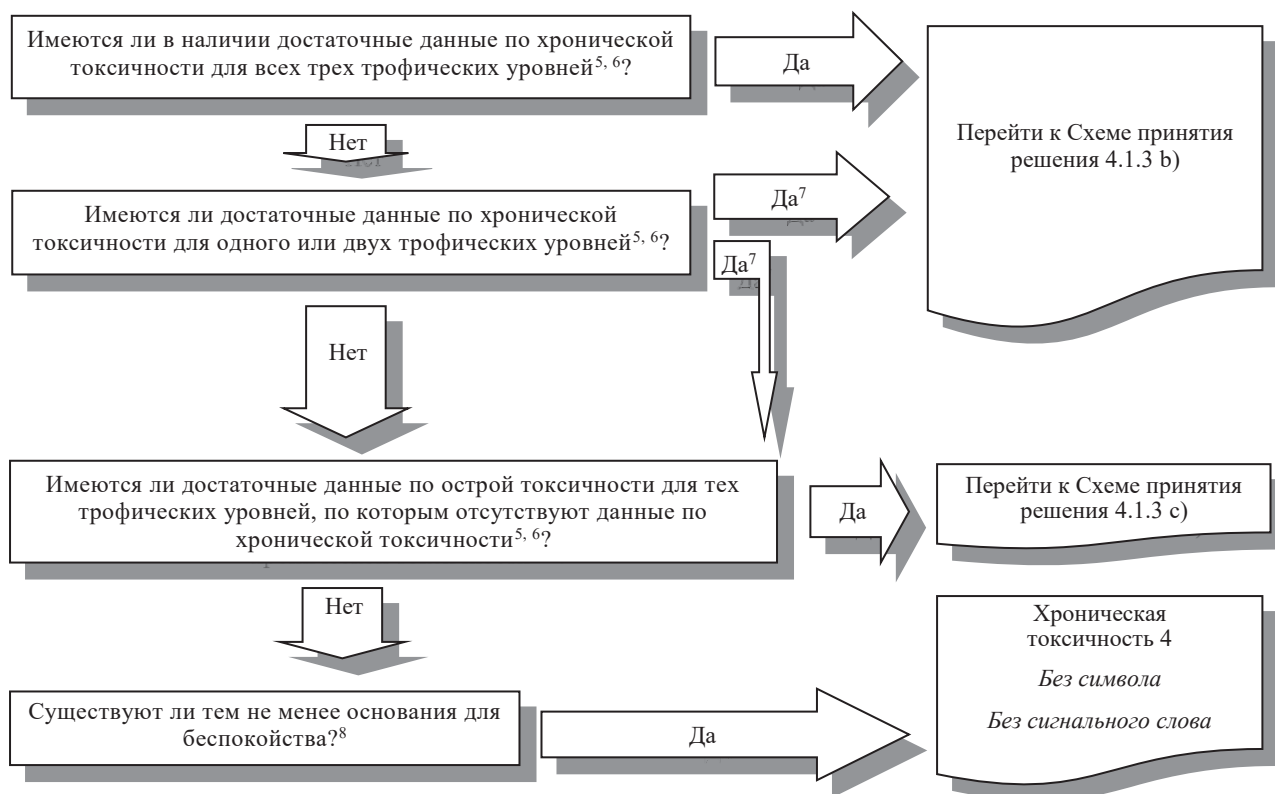 Имеются ли в наличии достаточные данные по хронической
токсичности для всех трех трофических уровней5, 6?
Да
Перейти к Схеме принятия
решения 4.1.3 b)
Нет
Имеются ли достаточные данные по хронической
токсичности для одного или двух трофических уровней5, 6?
Да7
Да7
Нет
Имеются ли достаточные данные по острой токсичности для тех
трофических уровней, по которым отсутствуют данные по
хронической токсичности5, 6?
Да
Перейти к Схеме принятия
решения 4.1.3 c)
Нет
Существуют ли тем не менее основания для
беспокойства?8
Да
Хроническая
токсичность 4
Без символа
Без сигнального слова